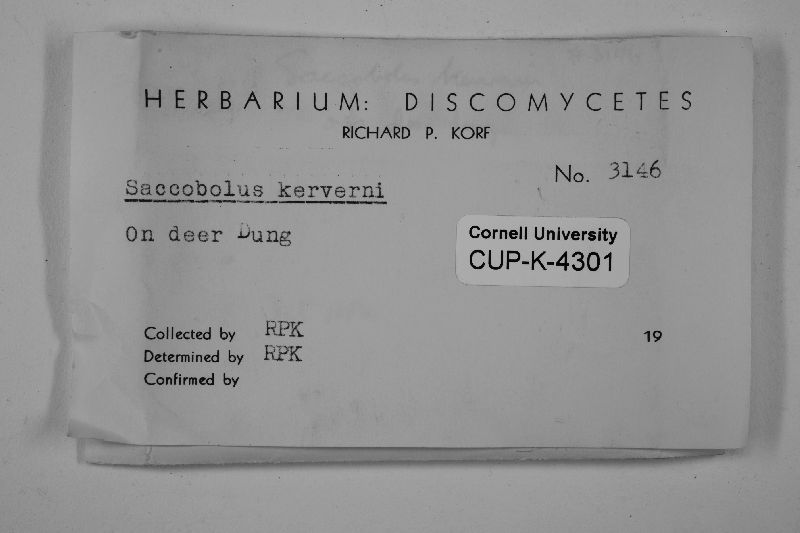 HERBARIUM: DISCOMYCETES
RICHARD P. KORF
No. 3146
Saccobolus kerverni
On deer Dung
Cornell University
CUP-K-4301
Collected by RPK
19
Determined by RPK
Confirmed by